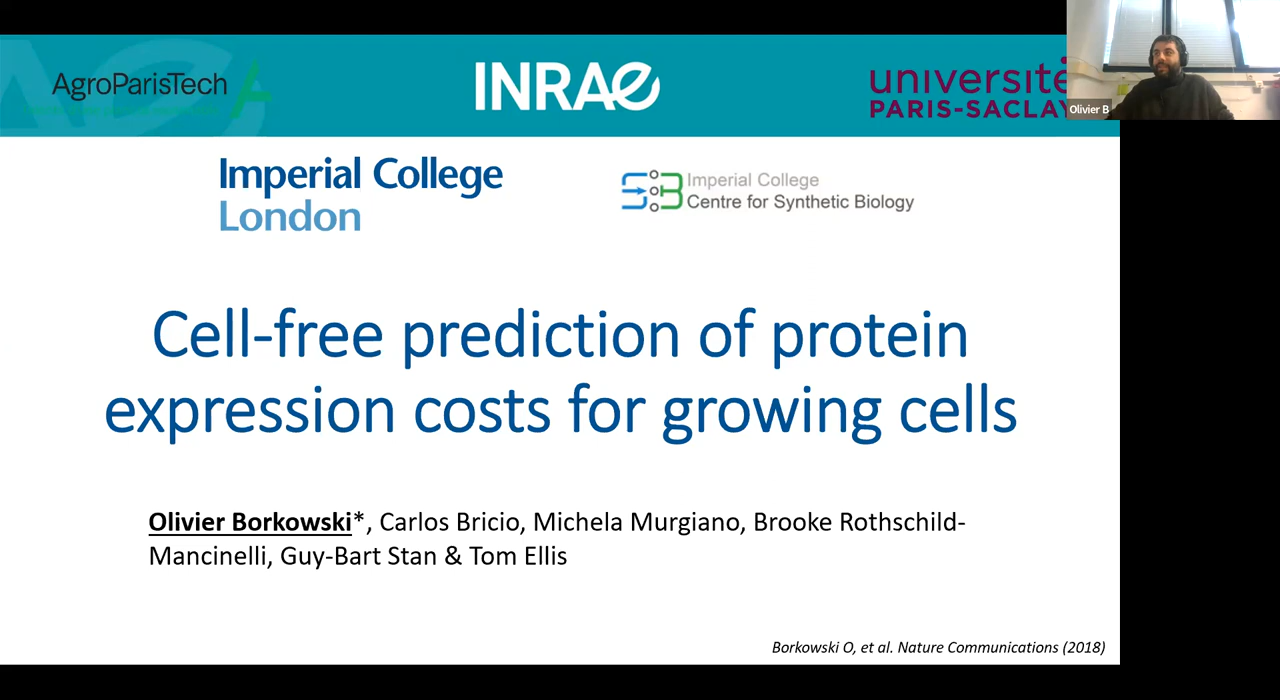 AgroParisTech
INRAE
université
PARIS-SACLAY
Olivier B
Imperial College
London
Imperial College
Centre for Synthetic Biology
Cell-free prediction of protein
expression costs for growing cells
Olivier Borkowski*, Carlos Bricio, Michela Murgiano, Brooke Rothschild-
Mancinelli, Guy-Bart Stan & Tom Ellis
Borkowski O, et al. Nature Communications (2018)